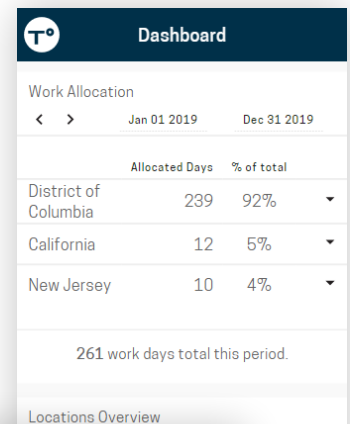 T°
Dashboard
Work Allocation
< > Jan 01 2019 Dec 31 2019
Allocated Days % of total
District of
Columbia 239 92%
California 12 5%
New Jersey 10 4%
261 work days total this period.
Locations Overview